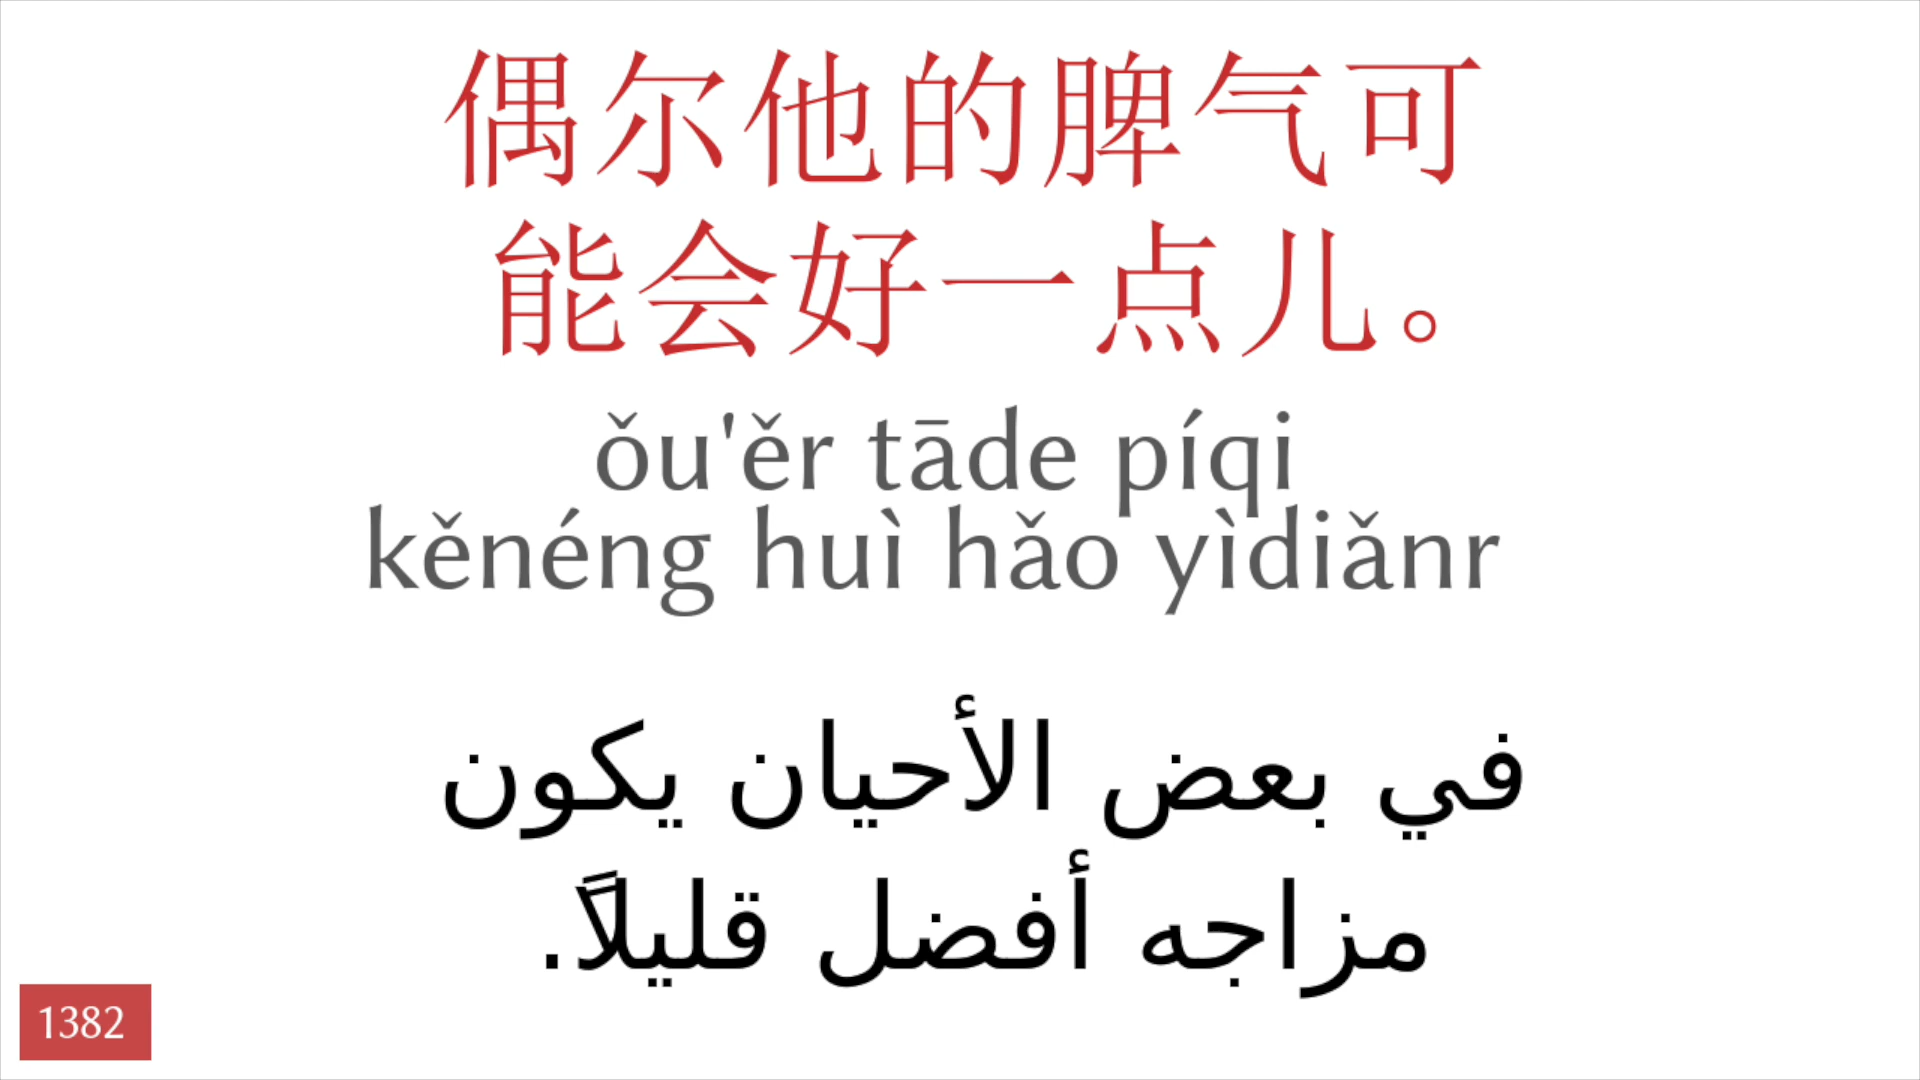 偶尔他的脾气可
能会好一点儿。
ǒu'ěr tāde píqi
kěnéng huì hǎo yìdiǎnr
في بعض الأحيان يكون
مزاجه أفضل قليلاً.
1382